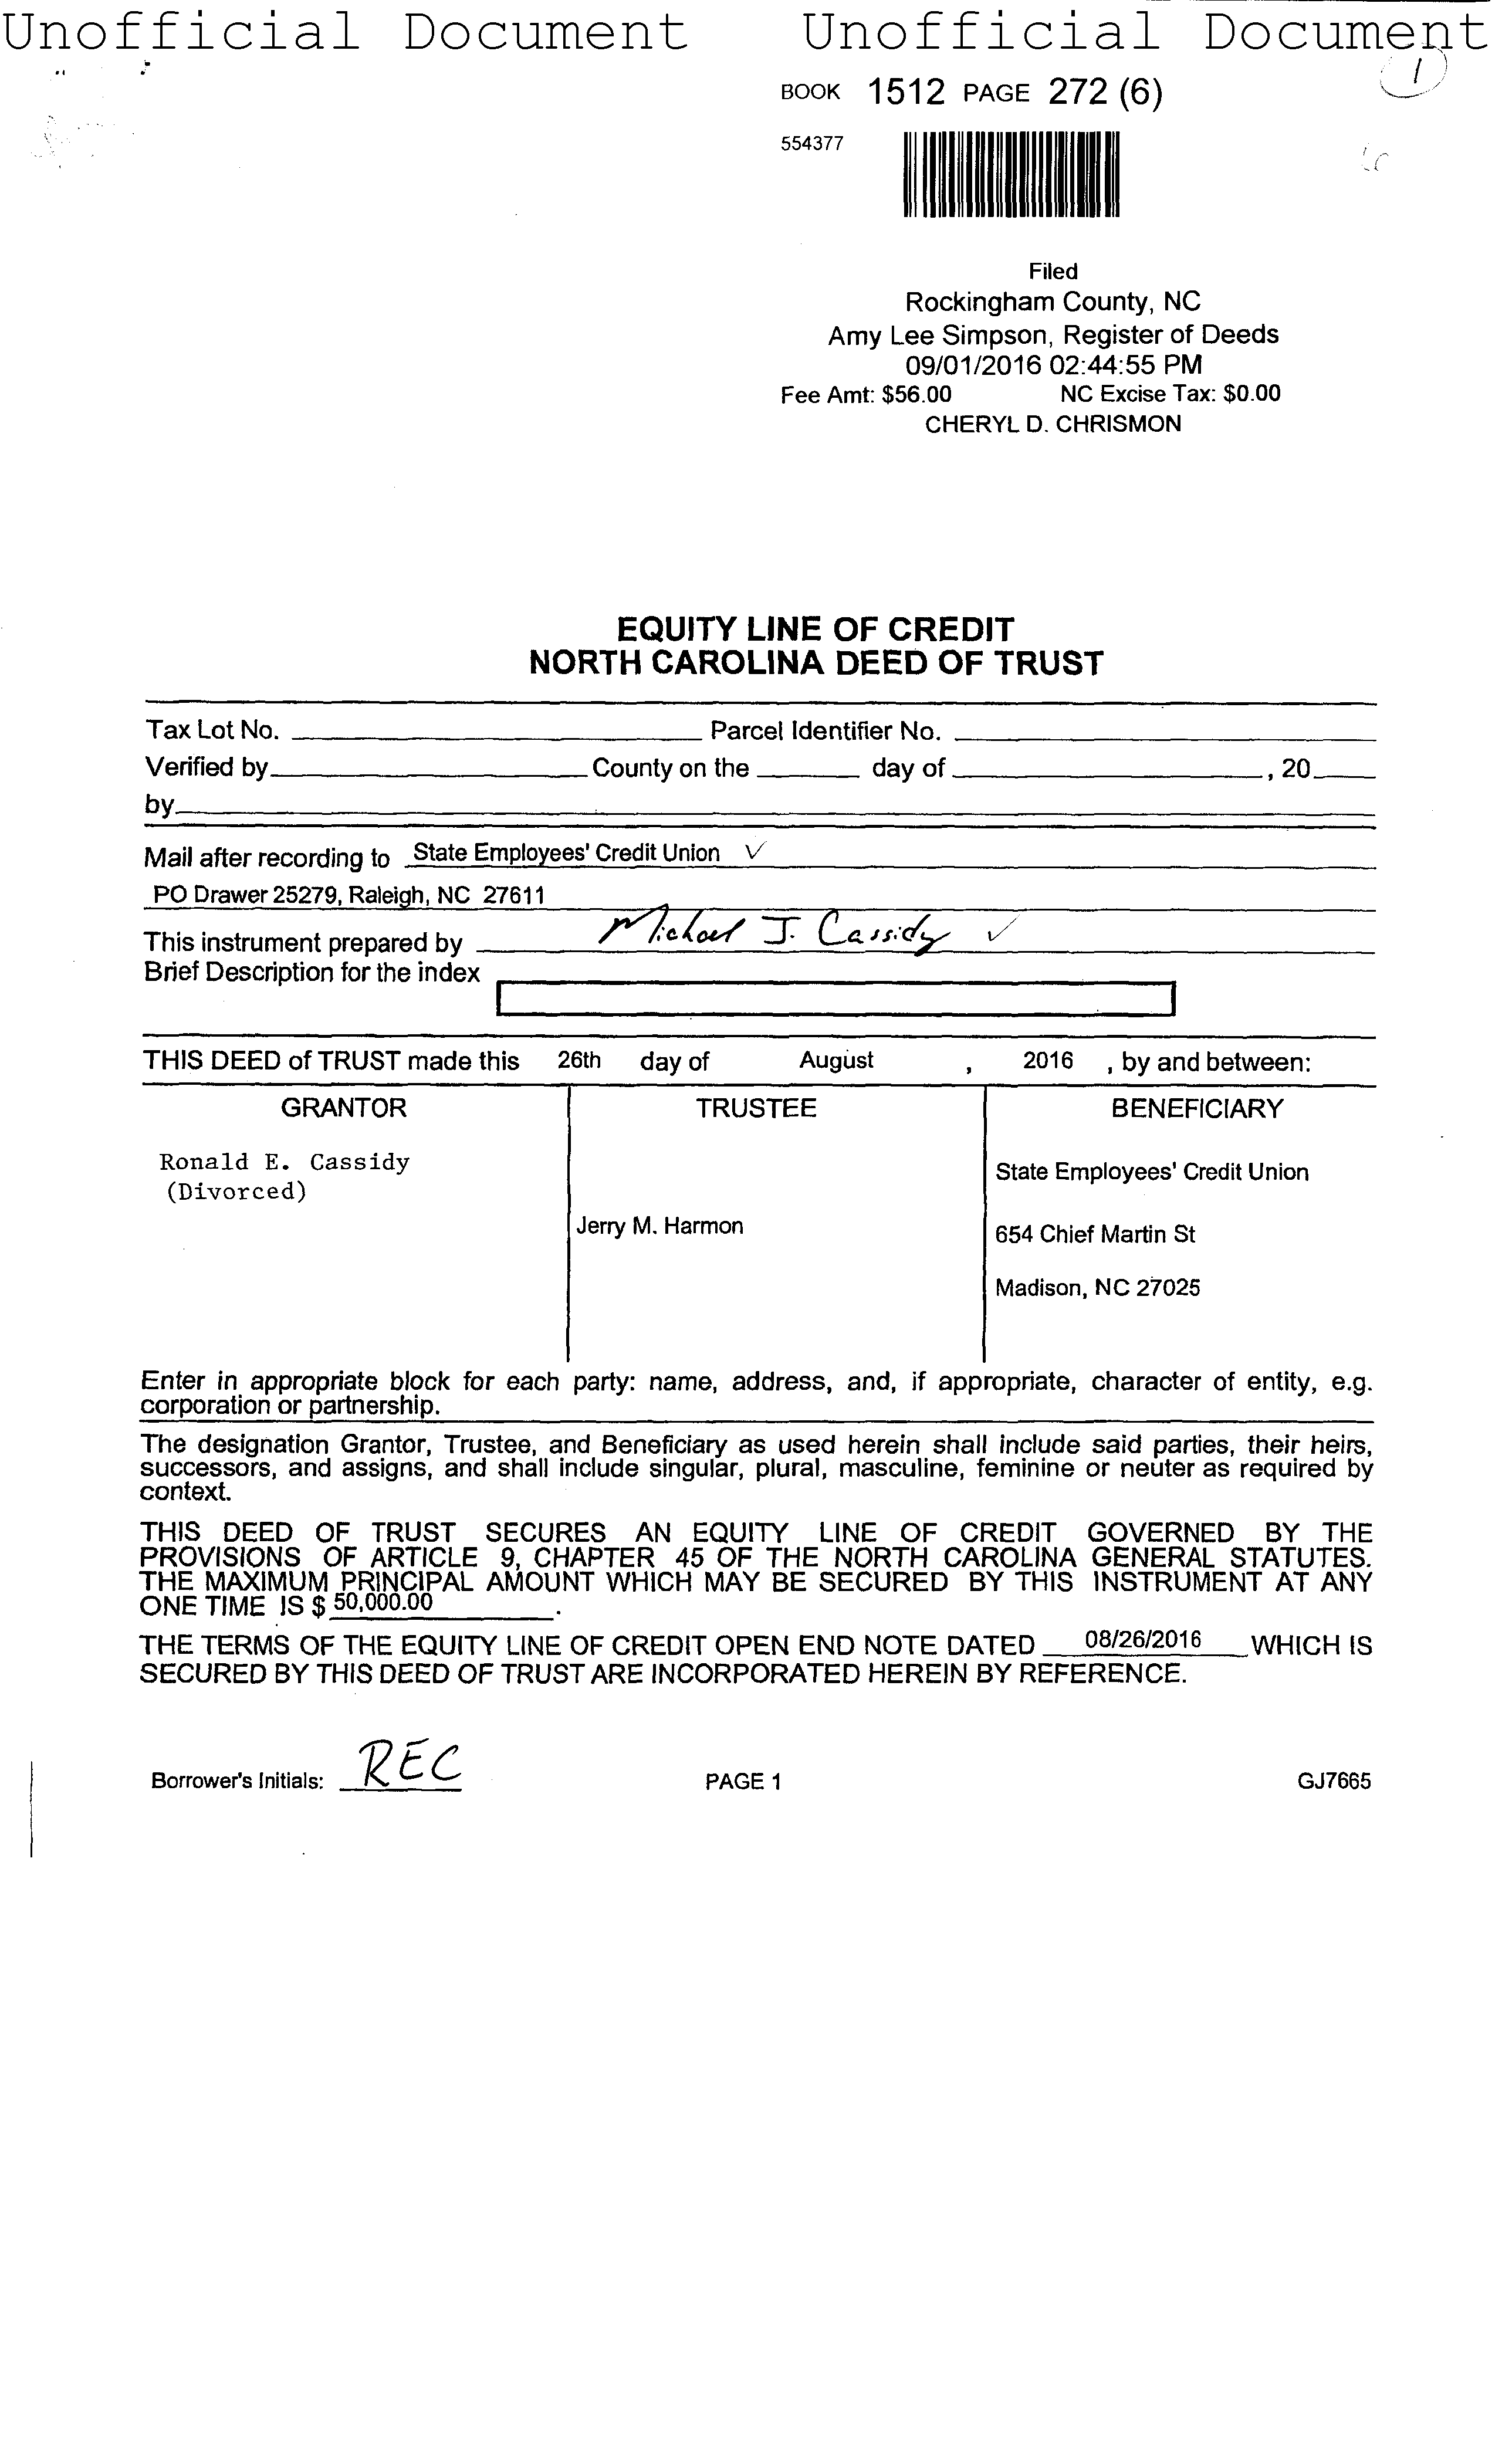 Unofficial Document Unofficial Document
1
BOOK 1512 PAGE 272 (6)
554377
Filed
Rockingham County, NC
Amy Lee Simpson, Register of Deeds
09/01/2016 02:44:55 PM
Fee Amt: $56.00 NC Excise Tax: $0.00
CHERYL D. CHRISMON
EQUITY LINE OF CREDIT
NORTH CAROLINA DEED OF TRUST
Tax Lot No. Parcel Identifier No.
Verified by County on the day of , 20
by
Mail after recording to State Employees' Credit Union ✓
PO Drawer 25279, Raleigh, NC 27611
This instrument prepared by Michael J. Cassidy ✓
Brief Description for the index
THIS DEED of TRUST made this 26th day of August , 2016 , by and between:
GRANTOR TRUSTEE BENEFICIARY
Ronald E. Cassidy
(Divorced)
Jerry M. Harmon
State Employees' Credit Union
654 Chief Martin St
Madison, NC 27025
Enter in appropriate block for each party: name, address, and, if appropriate, character of entity, e.g.
corporation or partnership.
The designation Grantor, Trustee, and Beneficiary as used herein shall include said parties, their heirs,
successors, and assigns, and shall include singular, plural, masculine, feminine or neuter as required by
context.
THIS DEED OF TRUST SECURES AN EQUITY LINE OF CREDIT GOVERNED BY THE
PROVISIONS OF ARTICLE 9, CHAPTER 45 OF THE NORTH CAROLINA GENERAL STATUTES.
THE MAXIMUM PRINCIPAL AMOUNT WHICH MAY BE SECURED BY THIS INSTRUMENT AT ANY
ONE TIME IS $ 50,000.00 .
THE TERMS OF THE EQUITY LINE OF CREDIT OPEN END NOTE DATED 08/26/2016 WHICH IS
SECURED BY THIS DEED OF TRUST ARE INCORPORATED HEREIN BY REFERENCE.
Borrower's Initials: REC PAGE 1 GJ7665